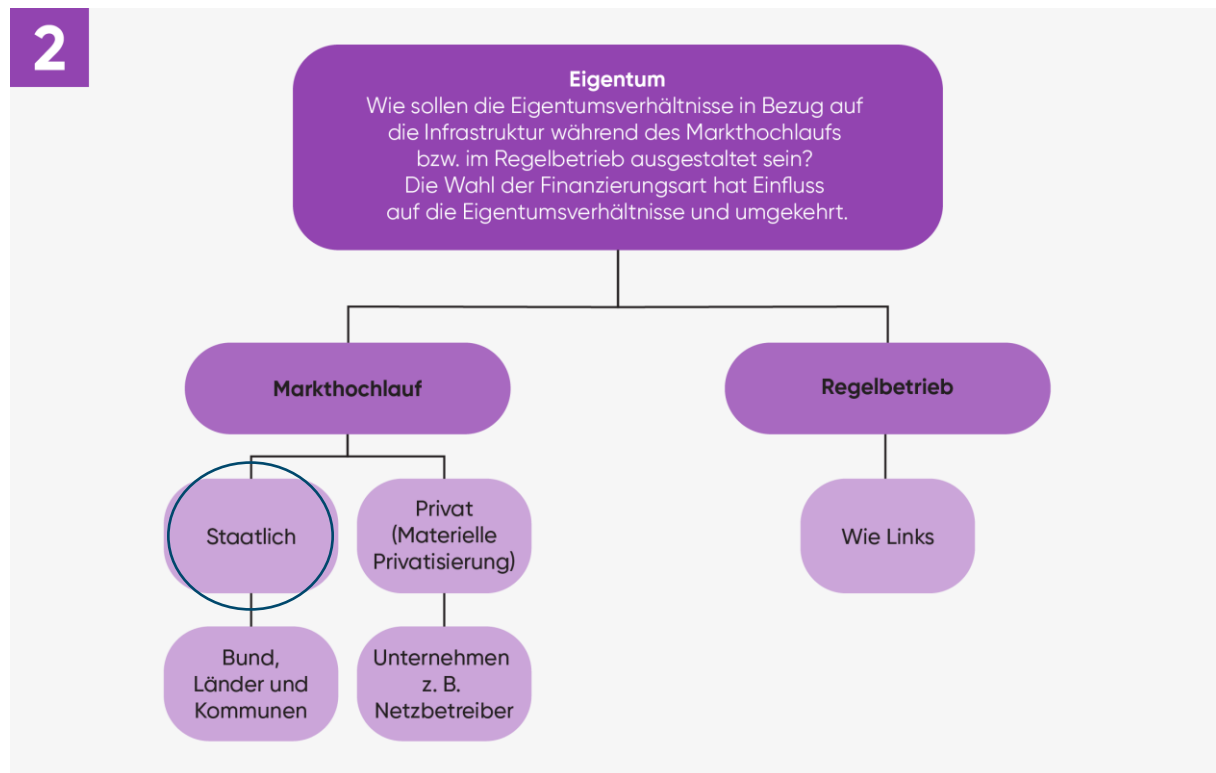 2
Eigentum
Wie sollen die Eigentumsverhältnisse in Bezug auf
die Infrastruktur während des Markthochlaufs
bzw. im Regelbetrieb ausgestaltet sein?
Die Wahl der Finanzierungsart hat Einfluss
auf die Eigentumsverhältnisse und umgekehrt.
Markthochlauf
Regelbetrieb
Staatlich
Privat
(Materielle
Privatisierung)
Wie Links
Bund,
Länder und
Kommunen
Unternehmen
z. B.
Netzbetreiber